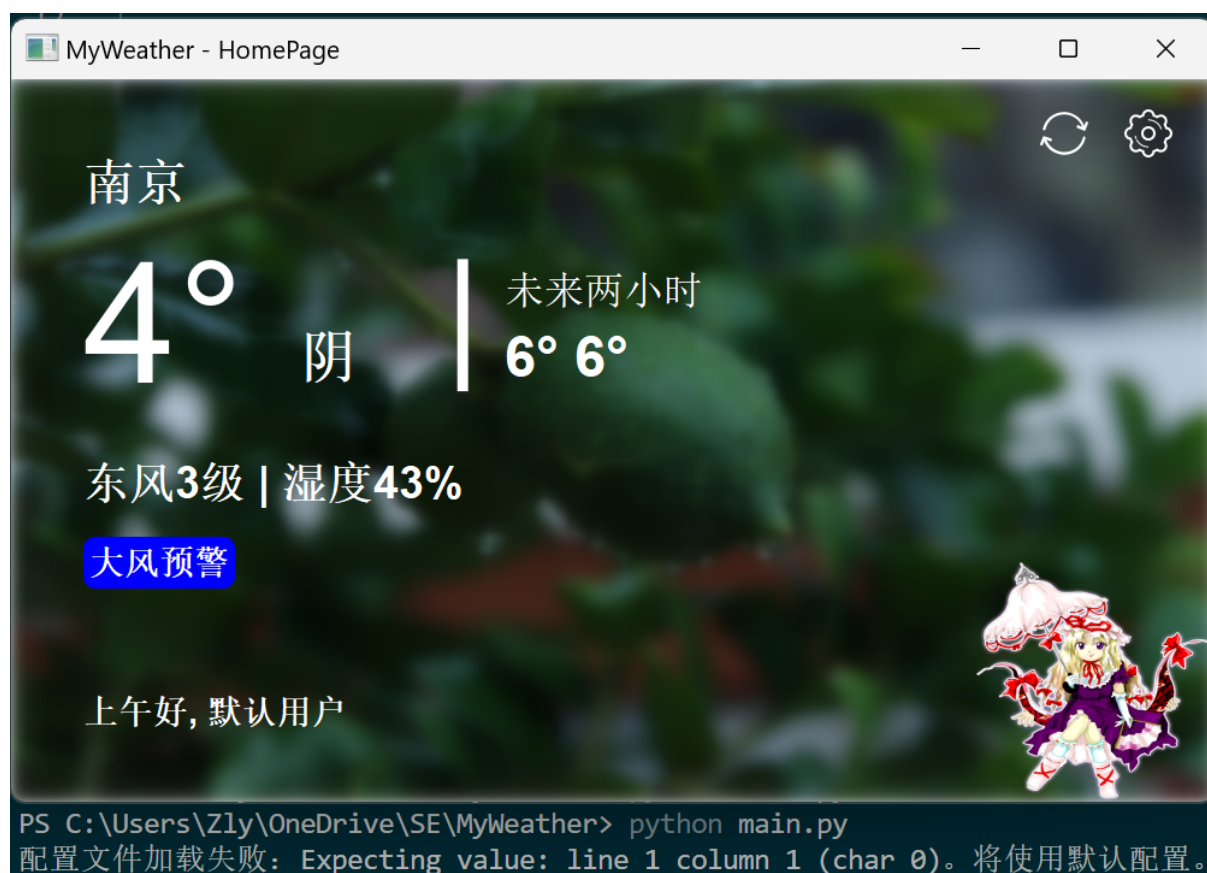 MyWeather - HomePage
南京
4°
阴
未来两小时
6° 6°
东风3级 | 湿度43%
大风预警
上午好, 默认用户
PS C:\Users\Zly\OneDrive\SE\MyWeather> python main.py
配置文件加载失败: Expecting value: line 1 column 1 (char 0)。将使用默认配置。